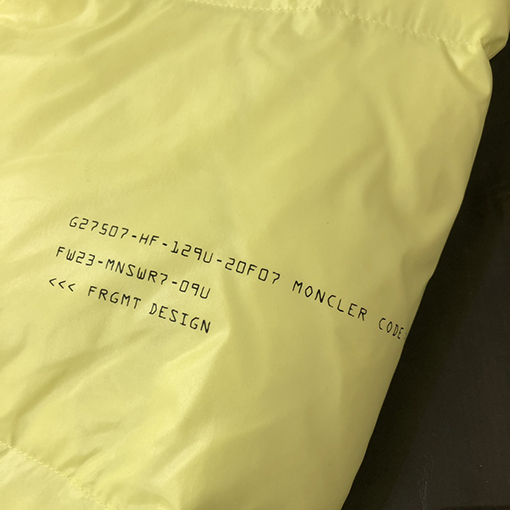 G27507-HF-129U-20F07 MONCLER CODE
FW23-MNSWR7-09U
<<< FRGMT DESIGN